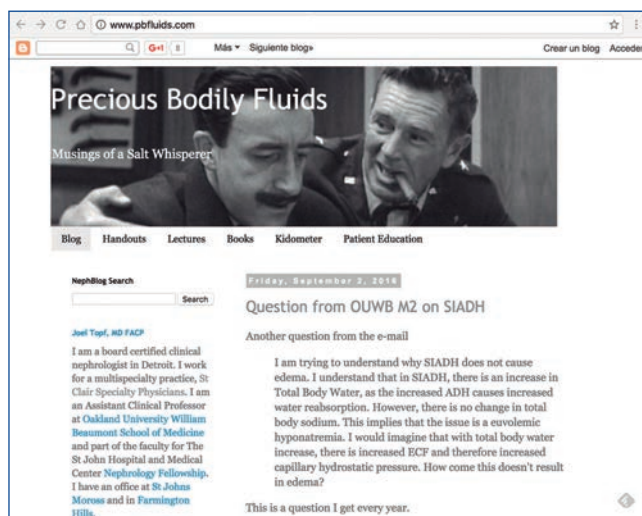 www.pbfluids.com
G+1 8 Más Siguiente blog» Crear un blog Acceder
Precious Bodily Fluids
Musings of a Salt Whisperer
Blog Handouts Lectures Books Kidometer Patient Education
NephBlog Search
Search
Joel Topf, MD FACP
I am a board certified clinical
nephrologist in Detroit. I work
for a multispecialty practice, St
Clair Specialty Physicians. I am
an Assistant Clinical Professor
at Oakland University William
Beaumont School of Medicine
and part of the faculty for The
St John Hospital and Medical
Center Nephrology Fellowship.
I have an office at St Johns
Moross and in Farmington
Hills.
Friday, September 2, 2016
Question from OUWB M2 on SIADH
Another question from the e-mail
I am trying to understand why SIADH does not cause
edema. I understand that in SIADH, there is an increase in
Total Body Water, as the increased ADH causes increased
water reabsorption. However, there is no change in total
body sodium. This implies that the issue is a euvolemic
hyponatremia. I would imagine that with total body water
increase, there is increased ECF and therefore increased
capillary hydrostatic pressure. How come this doesn't result
in edema?
This is a question I get every year.